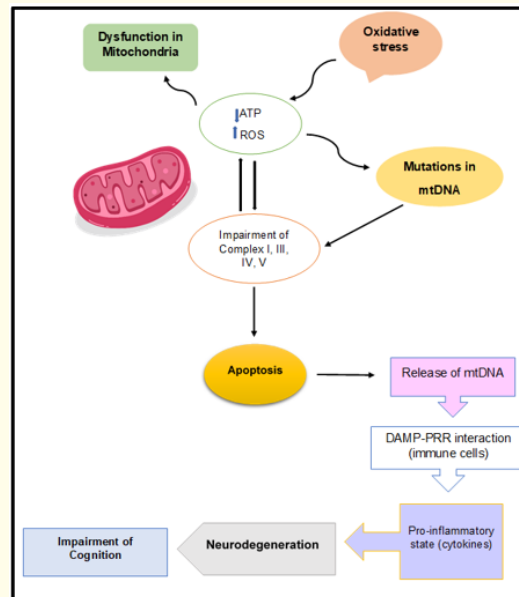 Dysfunction in
Mitochondria
Oxidative
stress
ATP
ROS
Mutations in
mtDNA
Impairment of
Complex I, III,
IV, V
Apoptosis
Release of mtDNA
DAMP-PRR interaction
(immune cells)
Pro-inflammatory
state (cytokines)
Neurodegeneration
Impairment of
Cognition